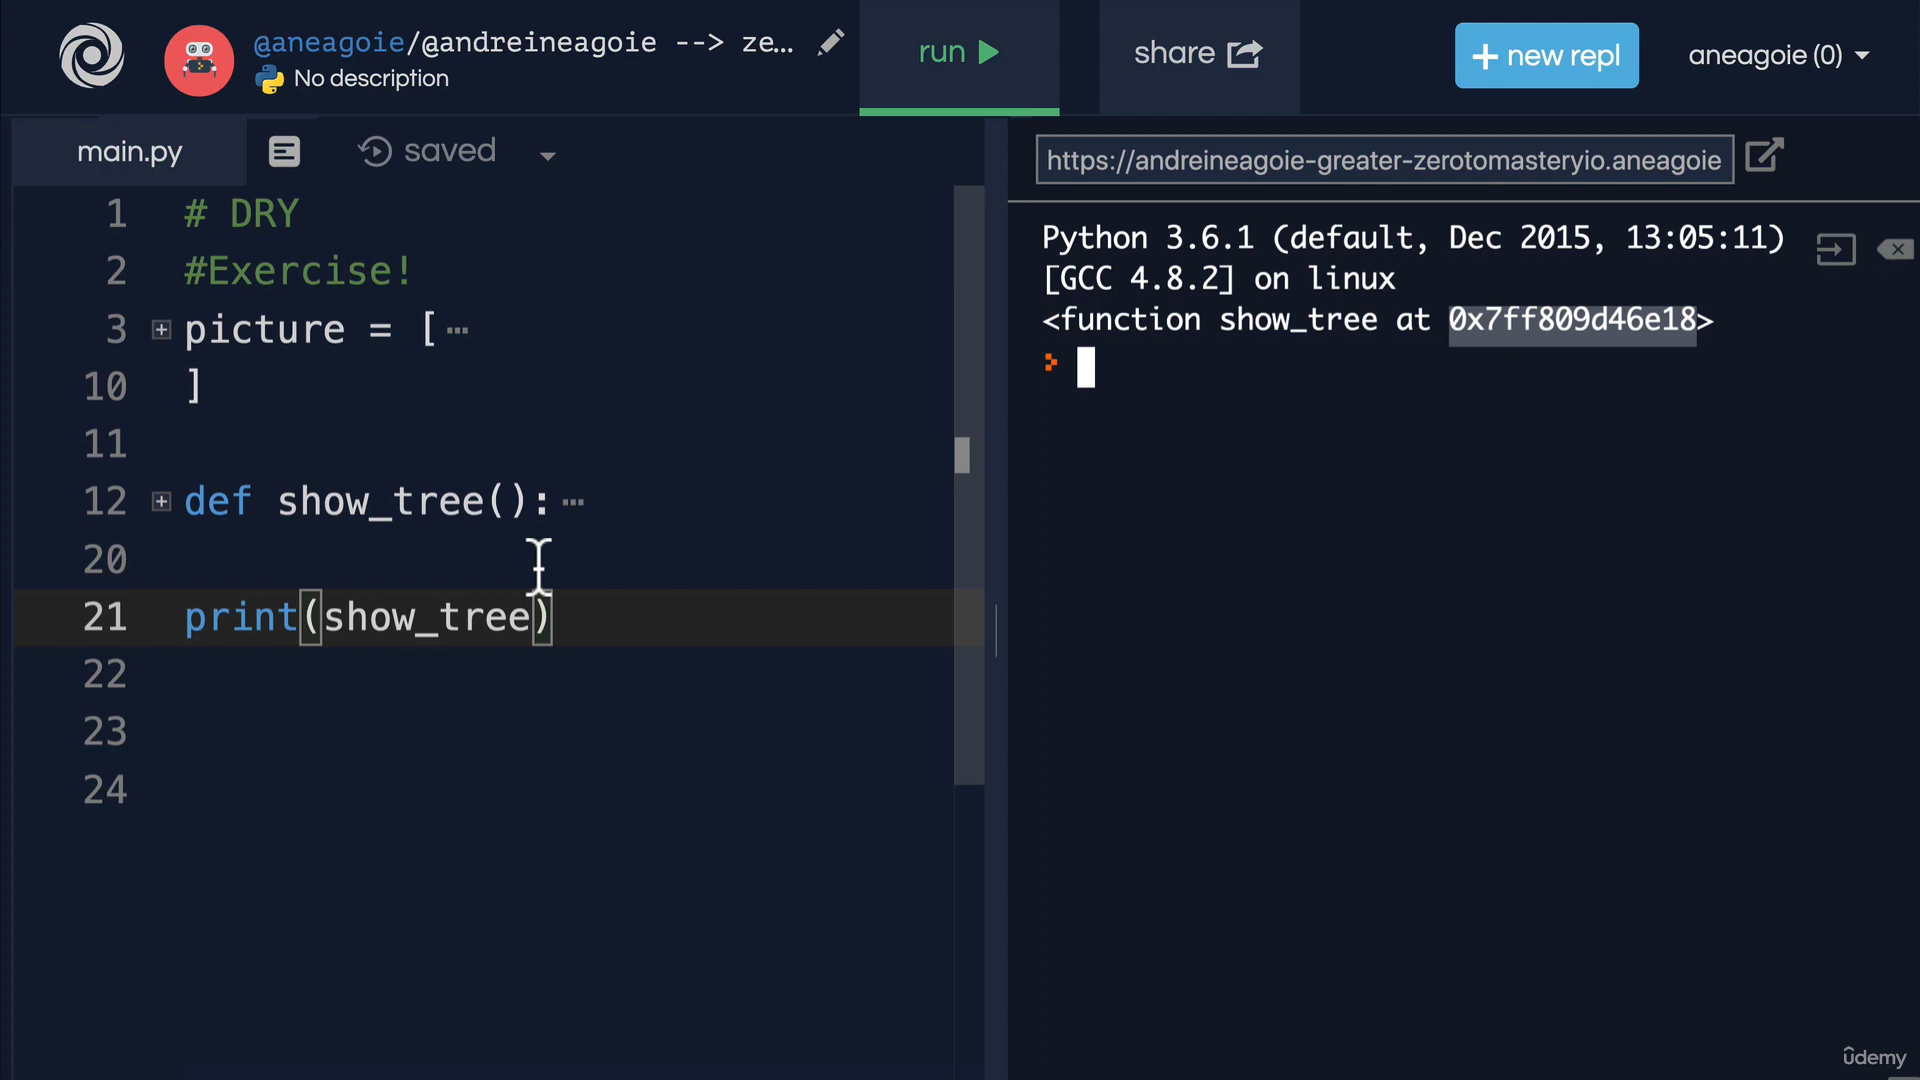 @aneagoie/@andreineagoie --> ze...
No description
run
share
+ new repl
aneagoie (0)
main.py
saved
1 # DRY
2 #Exercise!
3 picture = [
10 ]
11
12 def show_tree():
20
21 print(show_tree)
22
23
24
https://andreineagoie-greater-zerotomasteryio.aneagoie
Python 3.6.1 (default, Dec 2015, 13:05:11)
[GCC 4.8.2] on linux
<function show_tree at 0x7ff809d46e18>
ûdemy